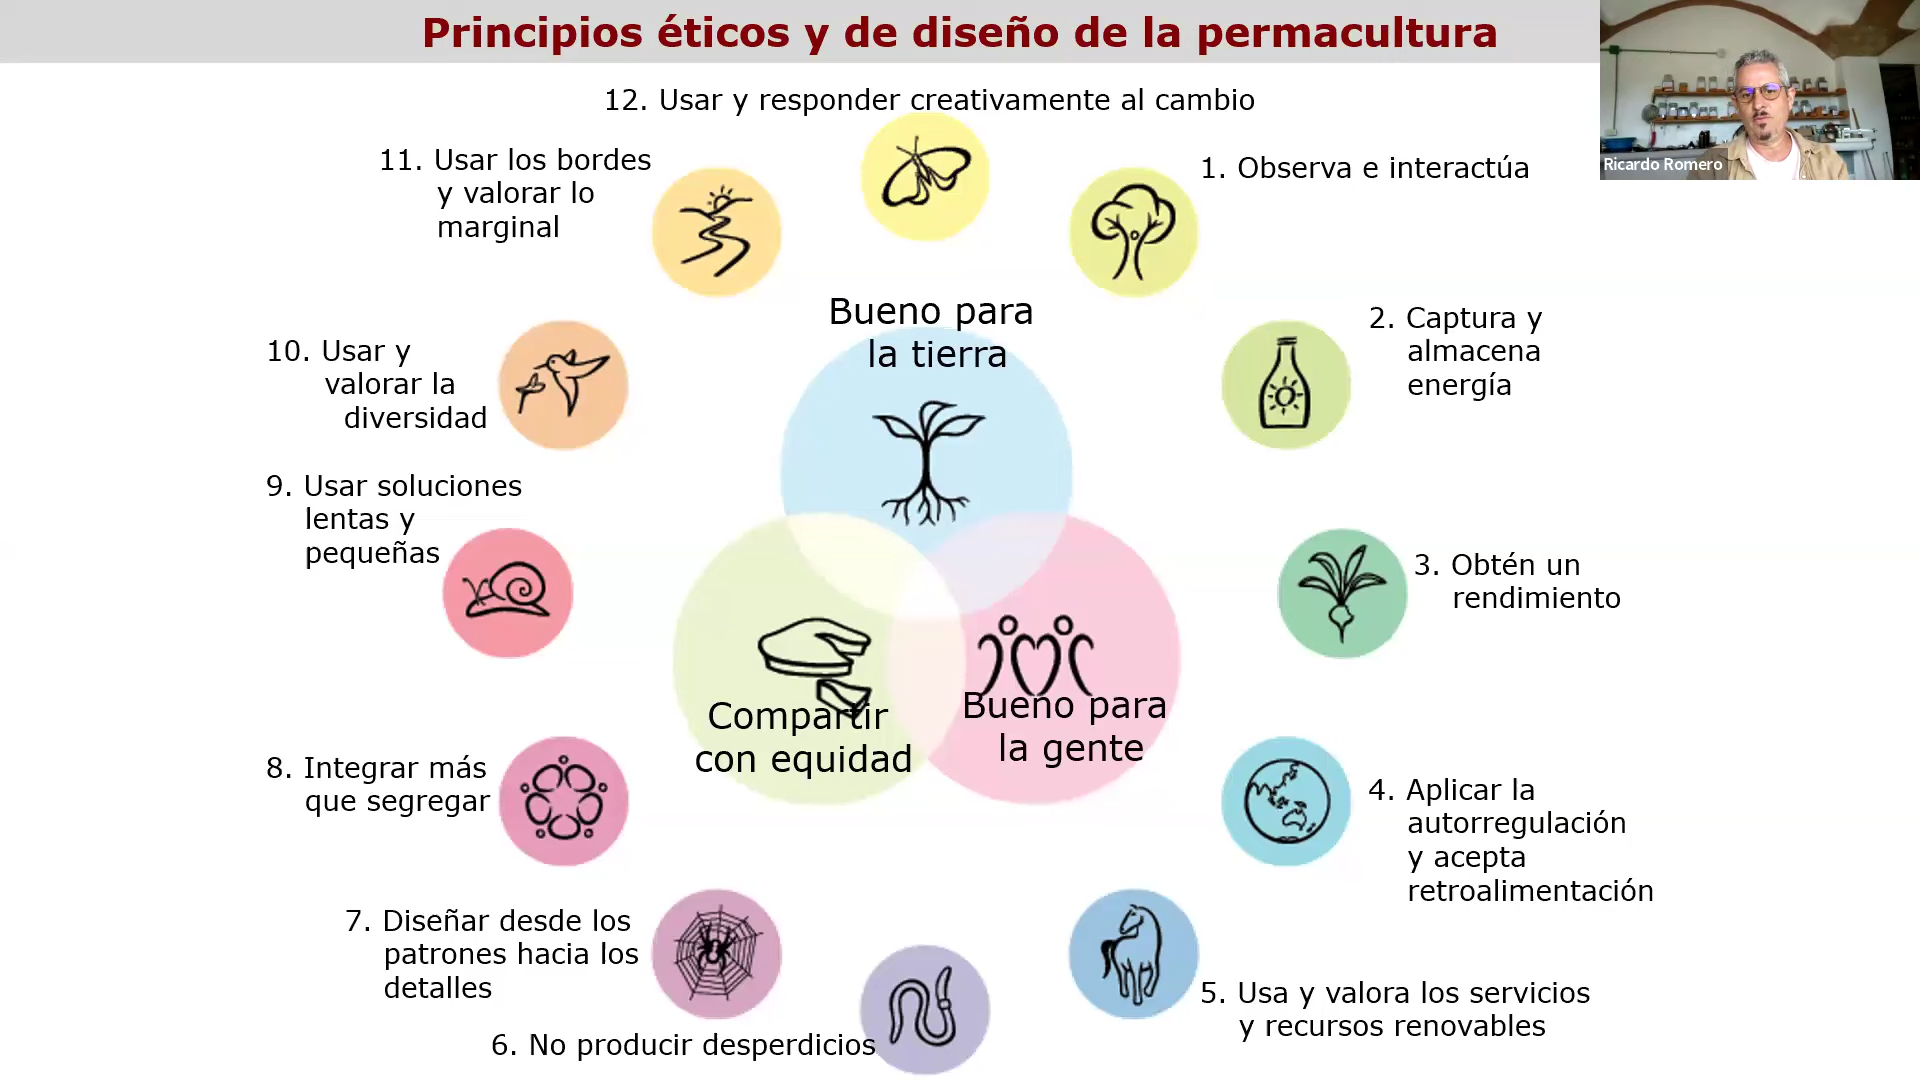 Principios éticos y de diseño de la permacultura
Ricardo Romero
12. Usar y responder creativamente al cambio
11. Usar los bordes
y valorar lo
marginal
1. Observa e interactúa
Bueno para
la tierra
10. Usar y
valorar la
diversidad
2. Captura y
almacena
energía
9. Usar soluciones
lentas y
pequeñas
3. Obtén un
rendimiento
Compartir
con equidad
Bueno para
la gente
8. Integrar más
que segregar
4. Aplicar la
autorregulación
y acepta
retroalimentación
7. Diseñar desde los
patrones hacia los
detalles
5. Usa y valora los servicios
y recursos renovables
6. No producir desperdicios